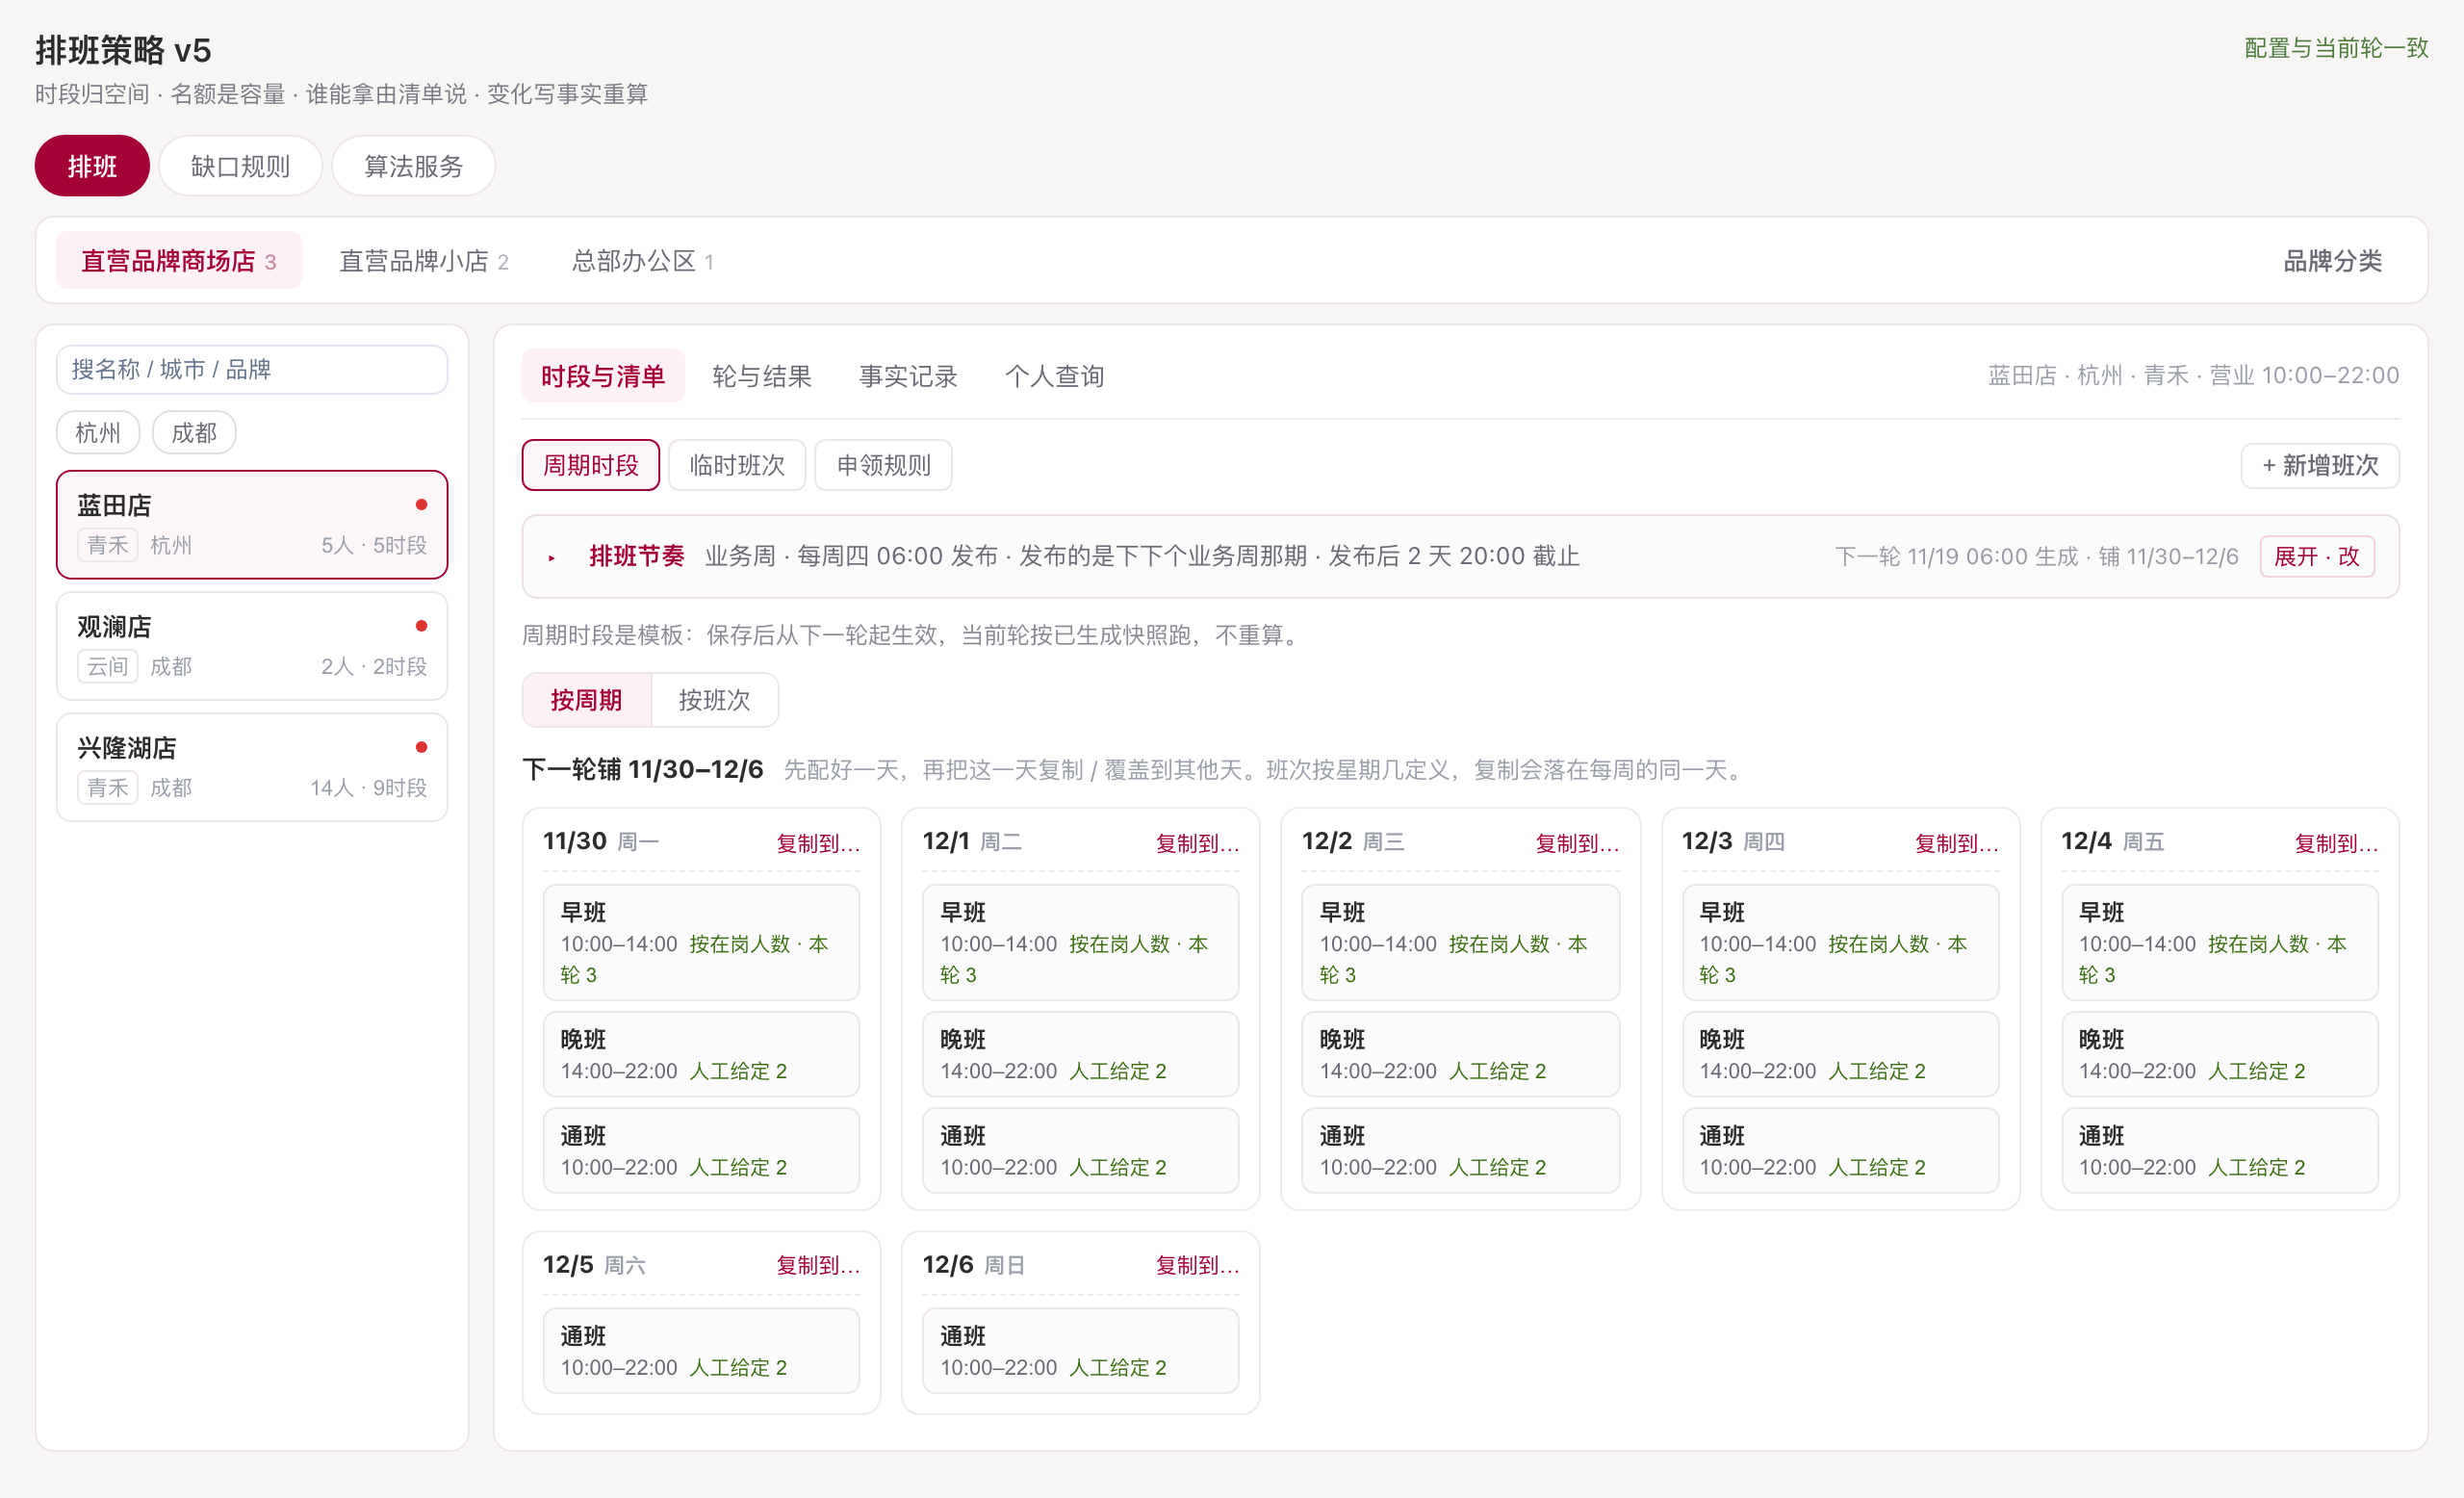 排班策略 v5
配置与当前轮一致
时段归空间 · 名额是容量 · 谁能拿由清单说 · 变化写事实重算
排班 缺口规则 算法服务
直营品牌商场店 3 直营品牌小店 2 总部办公区 1 品牌分类
搜名称 / 城市 / 品牌
杭州 成都
蓝田店
青禾 杭州 5人 · 5时段
观澜店
云间 成都 2人 · 2时段
兴隆湖店
青禾 成都 14人 · 9时段
时段与清单 轮与结果 事实记录 个人查询 蓝田店 · 杭州 · 青禾 · 营业 10:00–22:00
周期时段 临时班次 申领规则 + 新增班次
▸ 排班节奏 业务周 · 每周四 06:00 发布 · 发布的是下下个业务周那期 · 发布后 2 天 20:00 截止 下一轮 11/19 06:00 生成 · 铺 11/30–12/6 展开 · 改
周期时段是模板：保存后从下一轮起生效，当前轮按已生成快照跑，不重算。
按周期 按班次
下一轮铺 11/30–12/6 先配好一天，再把这一天复制 / 覆盖到其他天。班次按星期几定义，复制会落在每周的同一天。
11/30 周一 复制到…
早班
10:00–14:00 按在岗人数 · 本
轮 3
晚班
14:00–22:00 人工给定 2
通班
10:00–22:00 人工给定 2
12/1 周二 复制到…
早班
10:00–14:00 按在岗人数 · 本
轮 3
晚班
14:00–22:00 人工给定 2
通班
10:00–22:00 人工给定 2
12/2 周三 复制到…
早班
10:00–14:00 按在岗人数 · 本
轮 3
晚班
14:00–22:00 人工给定 2
通班
10:00–22:00 人工给定 2
12/3 周四 复制到…
早班
10:00–14:00 按在岗人数 · 本
轮 3
晚班
14:00–22:00 人工给定 2
通班
10:00–22:00 人工给定 2
12/4 周五 复制到…
早班
10:00–14:00 按在岗人数 · 本
轮 3
晚班
14:00–22:00 人工给定 2
通班
10:00–22:00 人工给定 2
12/5 周六 复制到…
通班
10:00–22:00 人工给定 2
12/6 周日 复制到…
通班
10:00–22:00 人工给定 2